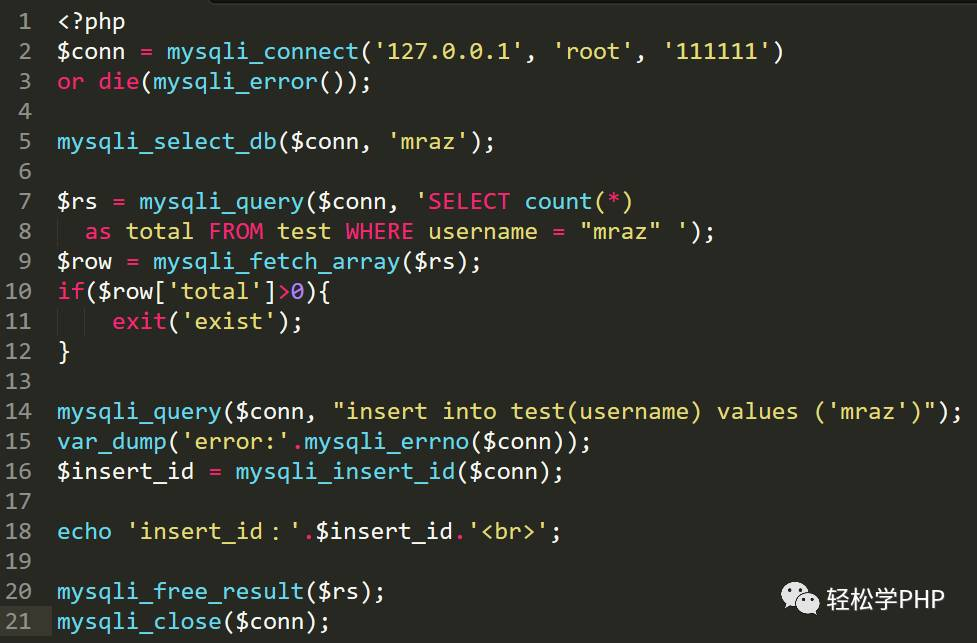 1 <?php
2 $conn = mysqli_connect('127.0.0.1', 'root', '111111')
3 or die(mysqli_error());
4
5 mysqli_select_db($conn, 'mraz');
6
7 $rs = mysqli_query($conn, 'SELECT count(*)
8   as total FROM test WHERE username = "mraz" ');
9 $row = mysqli_fetch_array($rs);
10 if($row['total']>0){
11     exit('exist');
12 }
13
14 mysqli_query($conn, "insert into test(username) values ('mraz')");
15 var_dump('error:'.mysqli_errno($conn));
16 $insert_id = mysqli_insert_id($conn);
17
18 echo 'insert_id：'.$insert_id.'<br>';
19
20 mysqli_free_result($rs);
21 mysqli_close($conn);
轻松学PHP